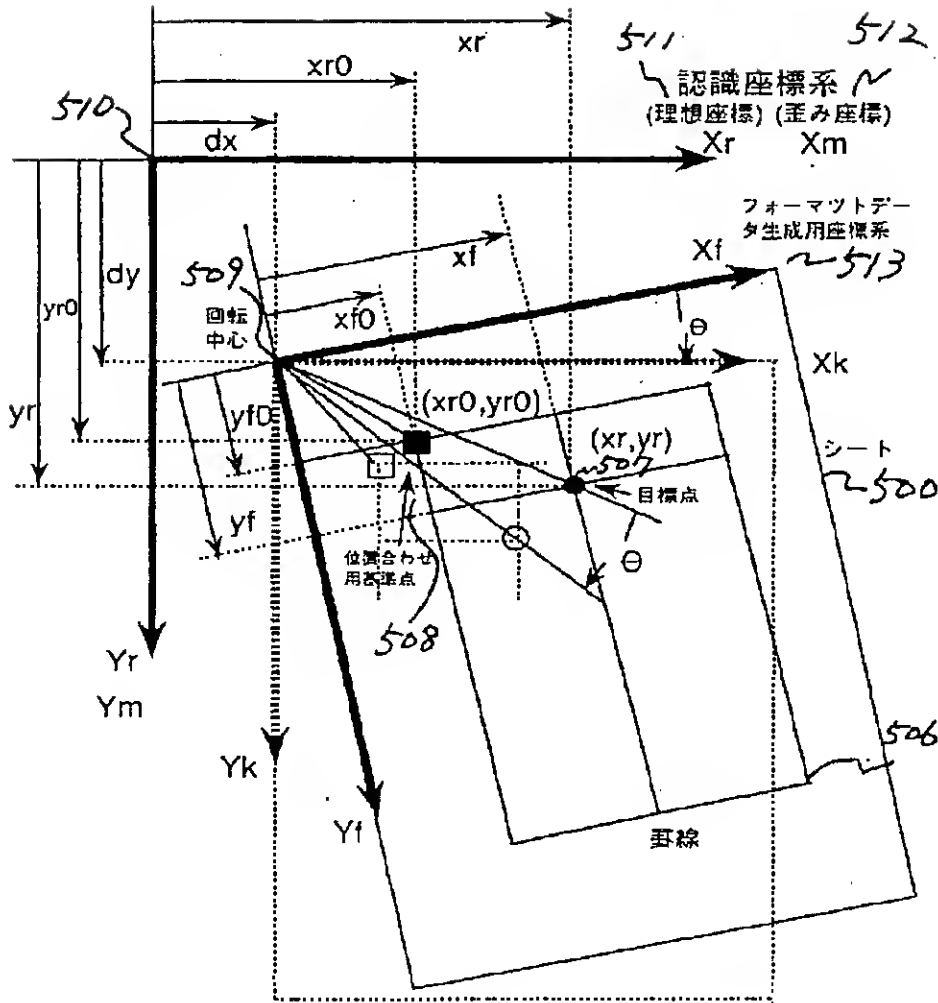 xr
511
512
xr0
認識座標系
510
(理想座標) (歪み座標)
dx
Xr
Xm
フォーマットデー
タ生成用座標系
xf
Xf
513
dy
509
yr0
回転
中心
xf0
θ
Xk
yr
yf0
(xr0,yr0)
(xr,yr)
シート
507
500
目標点
yf
位置合わせ
用基準点
θ
508
Yr
Ym
506
Yk
Yf
罫線